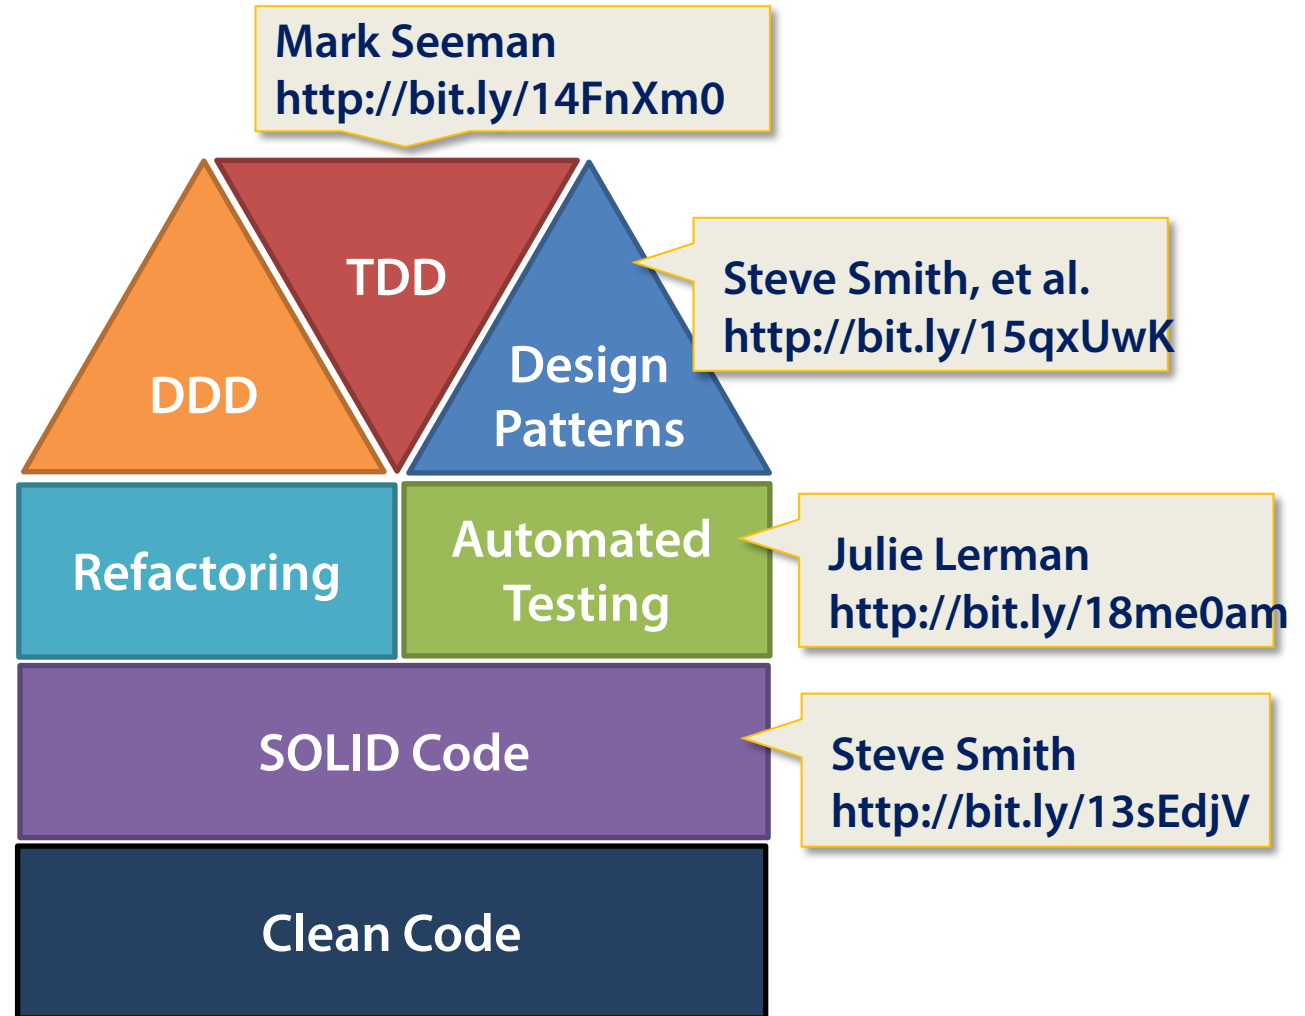 Mark Seeman
http://bit.ly/14FnXm0
TDD
DDD
Design
Patterns
Steve Smith, et al.
http://bit.ly/15qxUwK
Refactoring
Automated
Testing
Julie Lerman
http://bit.ly/18me0am
SOLID Code
Steve Smith
http://bit.ly/13sEdjV
Clean Code